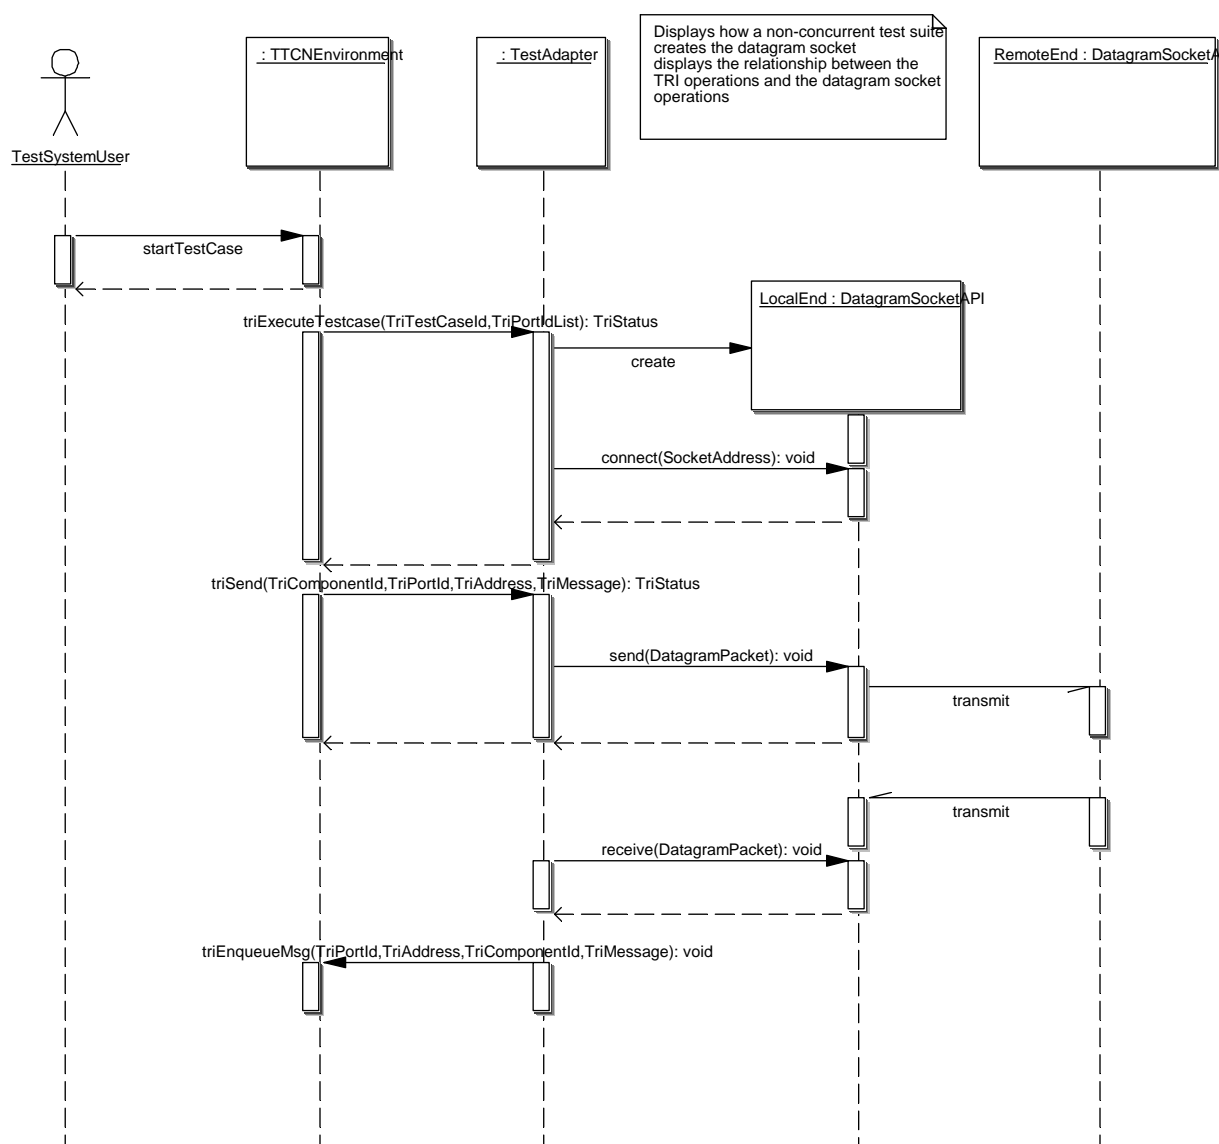 Displays how a non-concurrent test suite
creates the datagram socket
displays the relationship between the
TRI operations and the datagram socket
operations
: TTCNEnvironment
: TestAdapter
RemoteEnd : DatagramSocketA
TestSystemUser
startTestCase
LocalEnd : DatagramSocketAPI
triExecuteTestcase(TriTestCaseId,TriPortIdList): TriStatus
create
connect(SocketAddress): void
triSend(TriComponentId,TriPortId,TriAddress,TriMessage): TriStatus
send(DatagramPacket): void
transmit
transmit
receive(DatagramPacket): void
triEnqueueMsg(TriPortId,TriAddress,TriComponentId,TriMessage): void